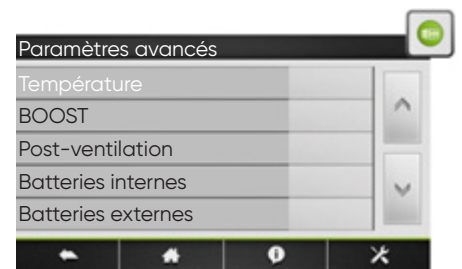 Paramètres avancés
Température
BOOST
Post-ventilation
Batteries internes
Batteries externes